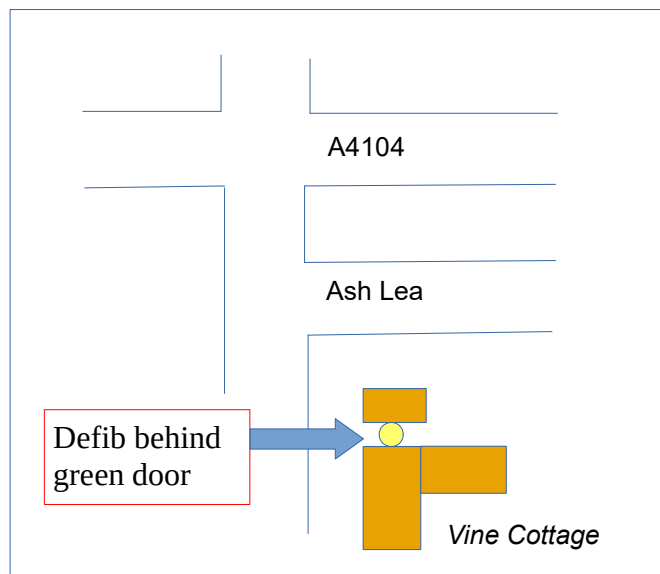 A4104
Ash Lea
Defib behind
green door
Vine Cottage